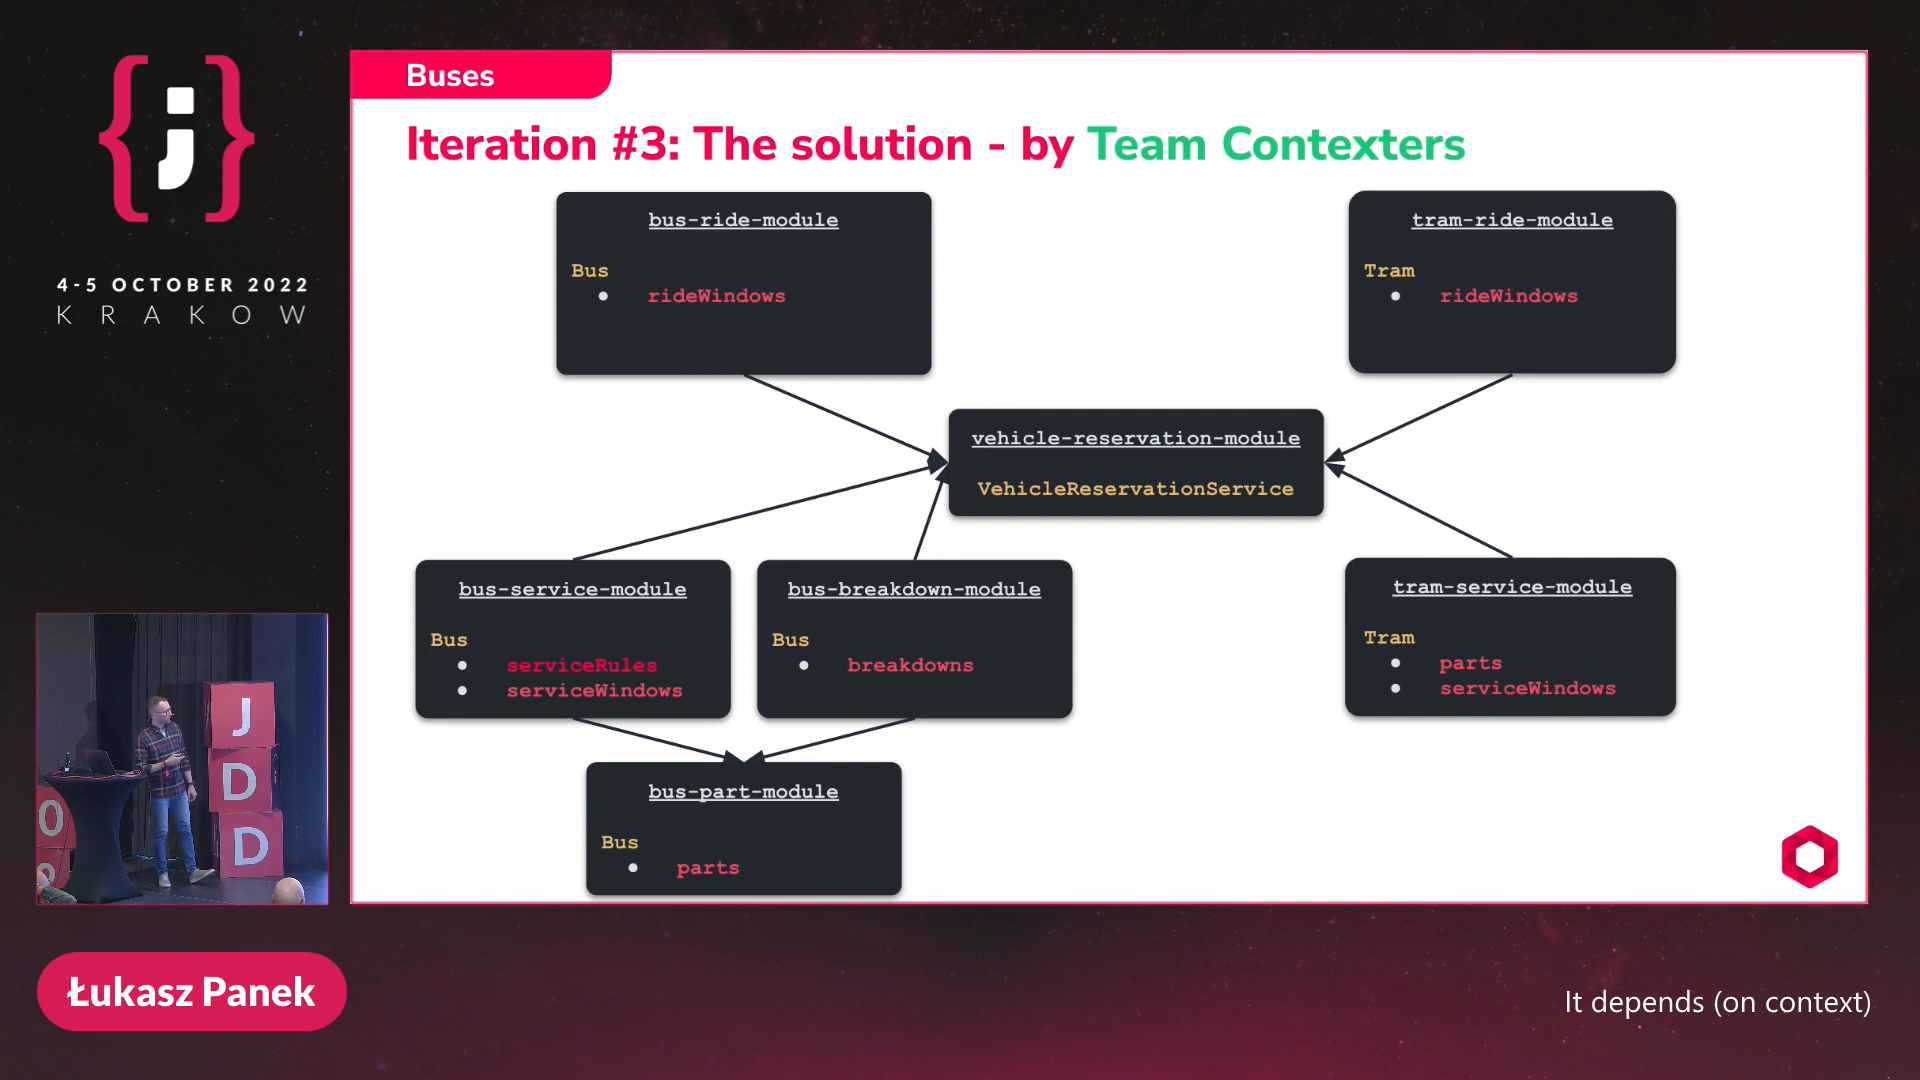 {j}
4-5 OCTOBER 2022
KRAKOW
Buses
Iteration #3: The solution - by Team Contexters
bus-ride-module
Bus
● rideWindows
tram-ride-module
Tram
● rideWindows
vehicle-reservation-module
VehicleReservationService
bus-service-module
Bus
● serviceRules
● serviceWindows
bus-breakdown-module
Bus
● breakdowns
tram-service-module
Tram
● parts
● serviceWindows
bus-part-module
Bus
● parts
J
D
D
O
Łukasz Panek
It depends (on context)